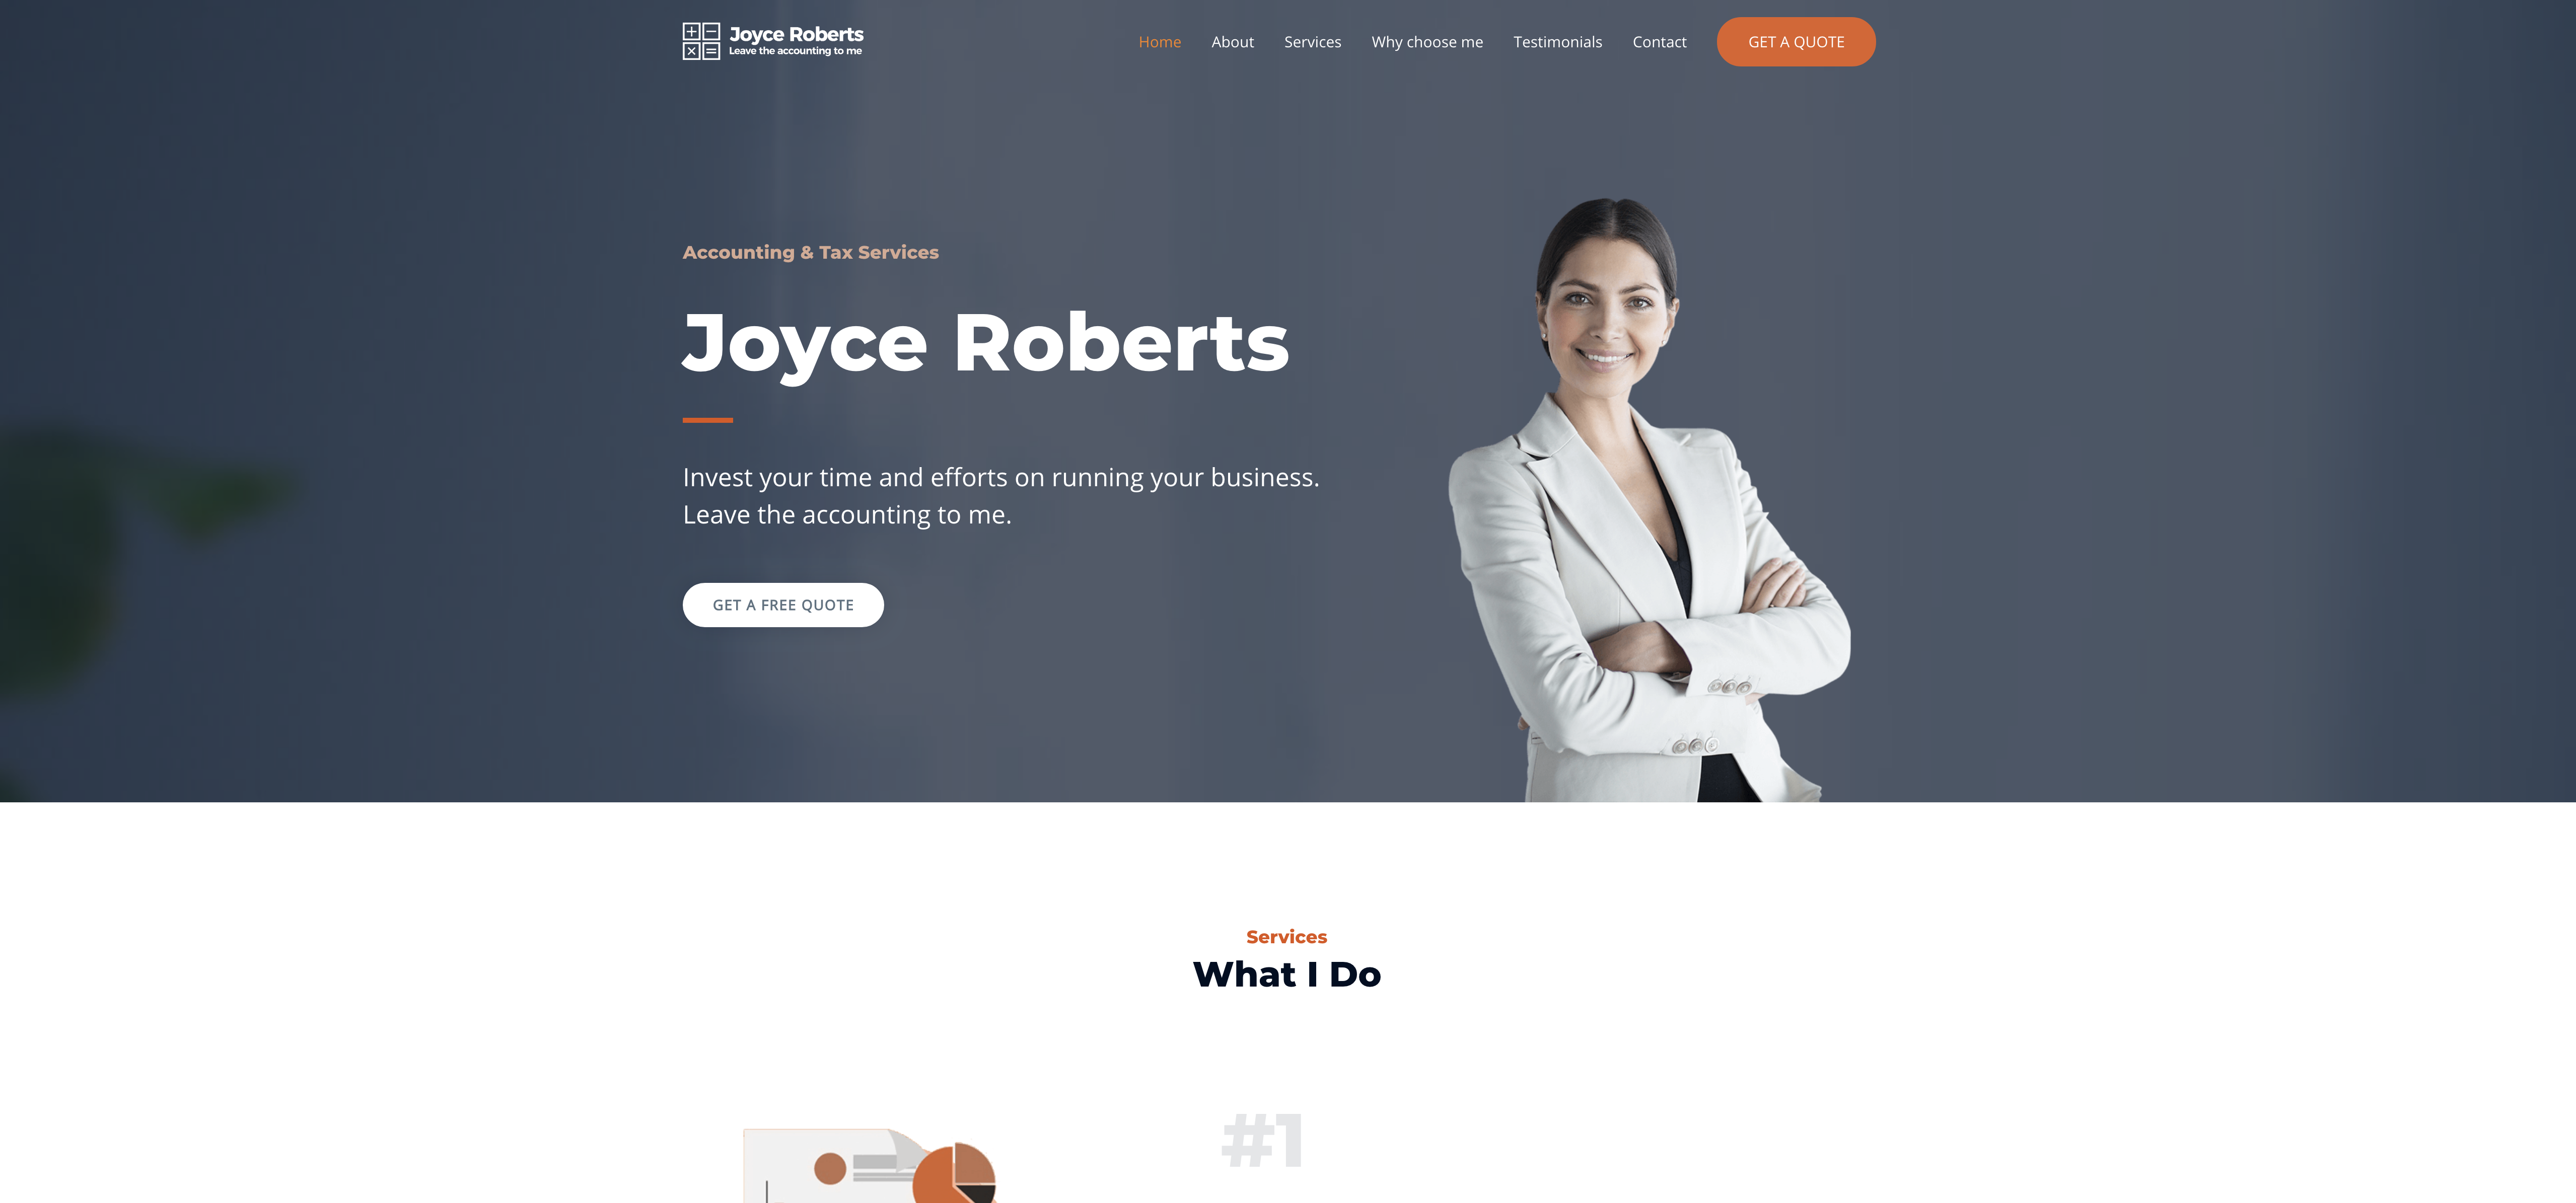 Joyce Roberts
Leave the accounting to me
Home About Services Why choose me Testimonials Contact GET A QUOTE
Accounting & Tax Services
Joyce Roberts
Invest your time and efforts on running your business.
Leave the accounting to me.
GET A FREE QUOTE
Services
What I Do
#1